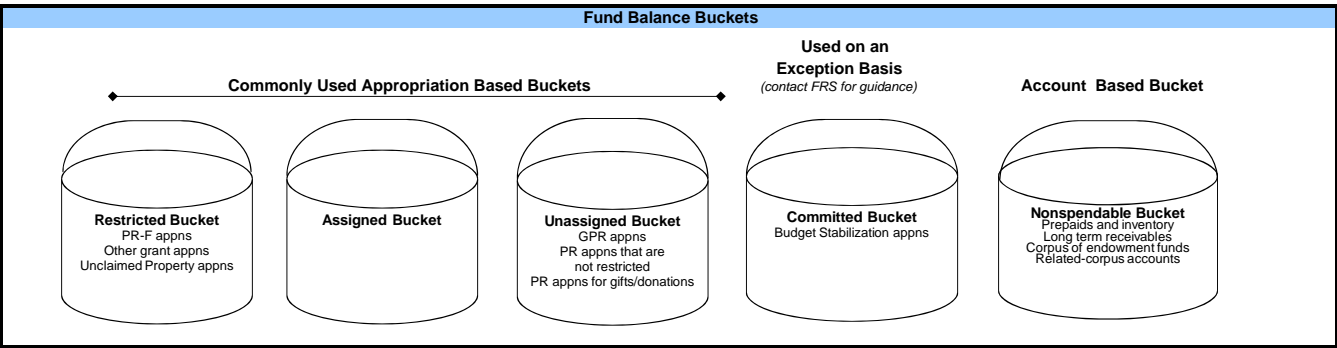 Fund Balance Buckets
Used on an
Exception Basis
(contact FRS for guidance)
Commonly Used Appropriation Based Buckets
Account Based Bucket
Restricted Bucket
PR-F appns
Other grant appns
Unclaimed Property appns
Assigned Bucket
Unassigned Bucket
GPR appns
PR appns that are
not restricted
PR appns for gifts/donations
Committed Bucket
Budget Stabilization appns
Nonspendable Bucket
Prepaids and inventory
Long term receivables
Corpus of endowment funds
Related-corpus accounts